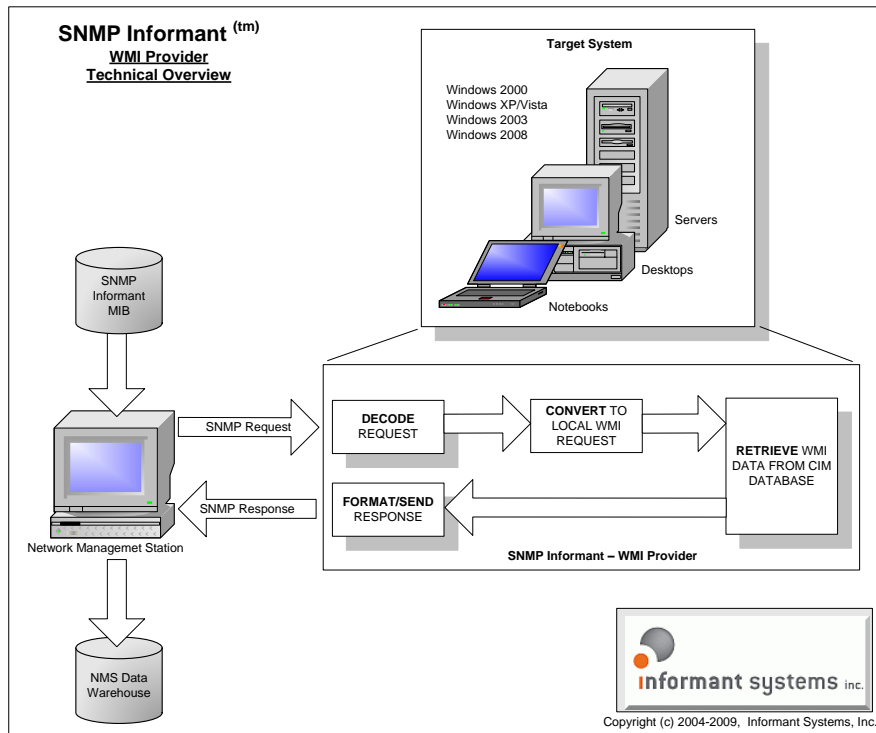 SNMP Informant (tm)
WMI Provider
Technical Overview
Target System
Windows 2000
Windows XP/Vista
Windows 2003
Windows 2008
Servers
Desktops
Notebooks
SNMP
Informant
MIB
SNMP Request
DECODE
REQUEST
CONVERT TO
LOCAL WMI
REQUEST
RETRIEVE WMI
DATA FROM CIM
DATABASE
SNMP Response
FORMAT/SEND
RESPONSE
Network Managemet Station
SNMP Informant – WMI Provider
NMS Data
Warehouse
informant systems inc.
Copyright (c) 2004-2009, Informant Systems, Inc.